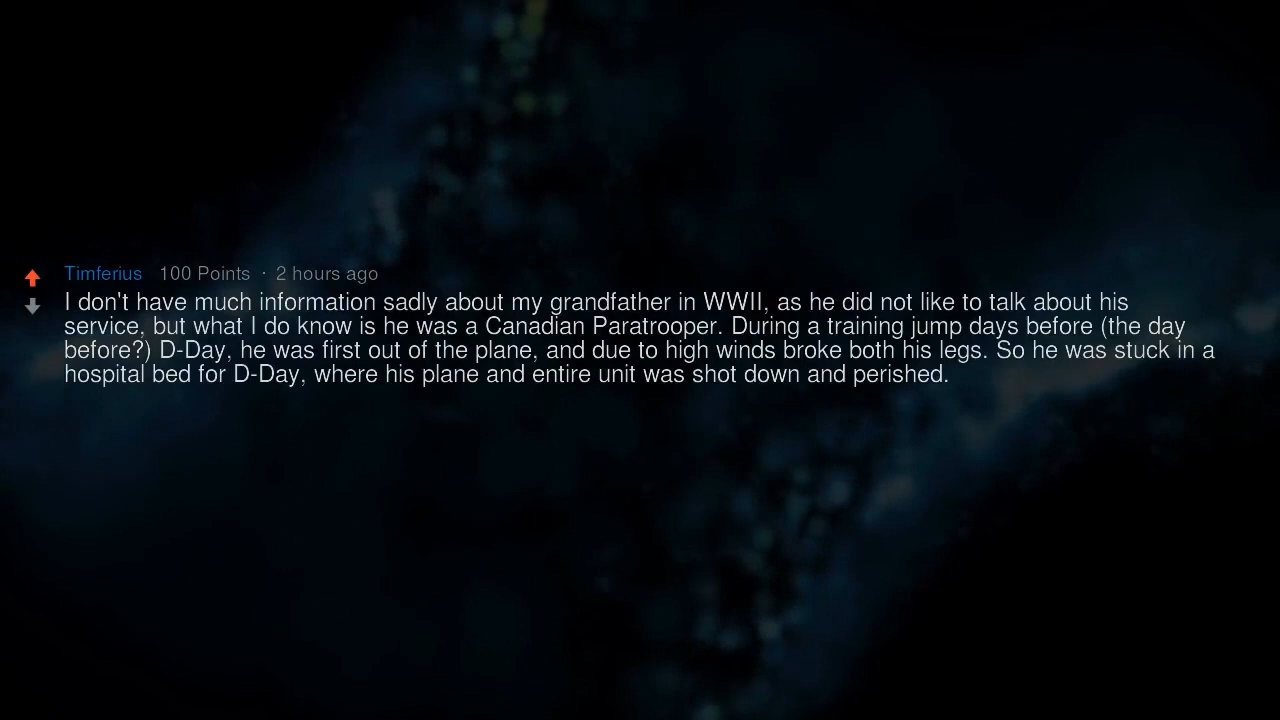 Timferius 100 Points · 2 hours ago
I don't have much information sadly about my grandfather in WWII, as he did not like to talk about his
service, but what I do know is he was a Canadian Paratrooper. During a training jump days before (the day
before?) D-Day, he was first out of the plane, and due to high winds broke both his legs. So he was stuck in a
hospital bed for D-Day, where his plane and entire unit was shot down and perished.